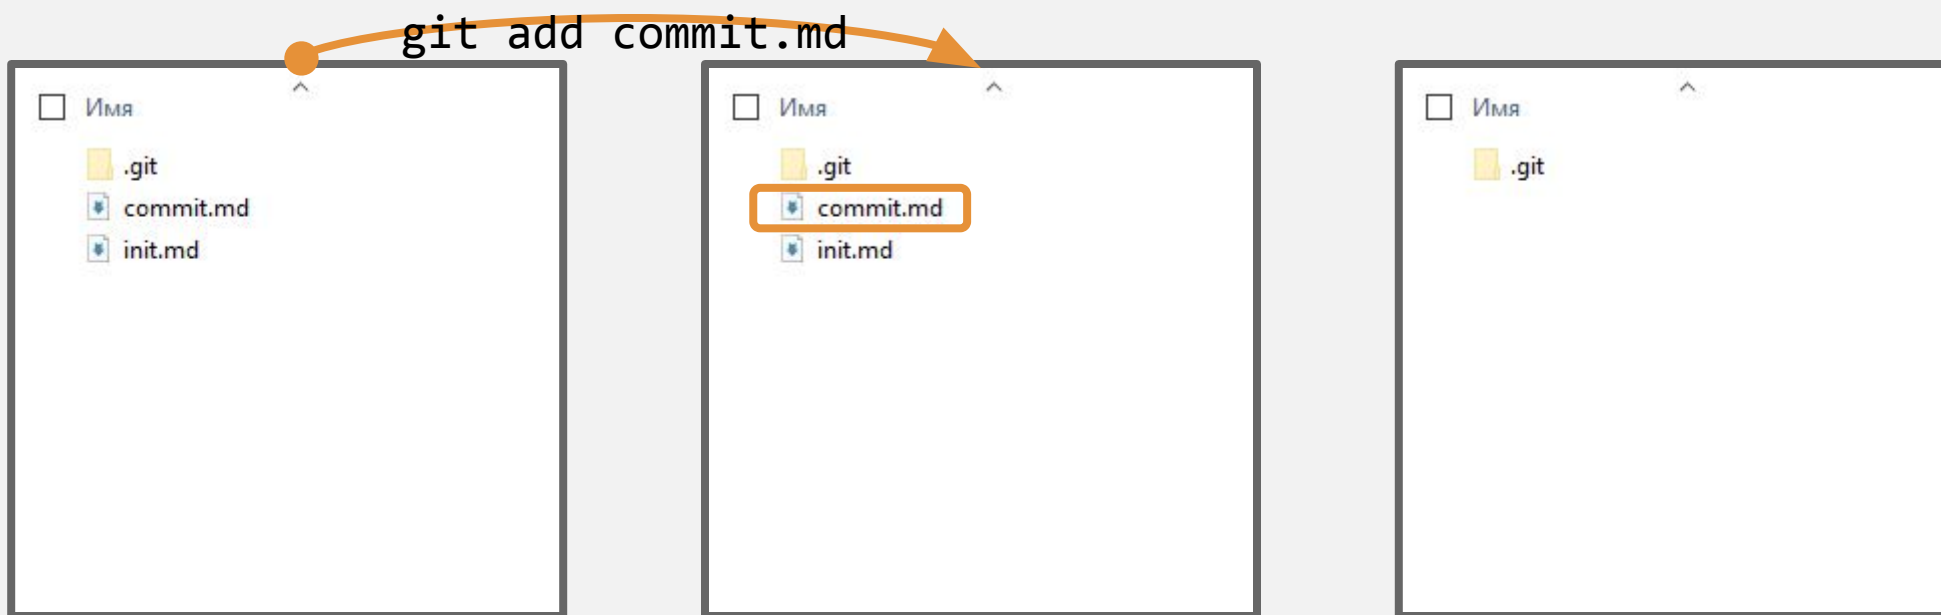 git add commit.md
Имя
.git
commit.md
init.md
Имя
.git
commit.md
init.md
Имя
.git